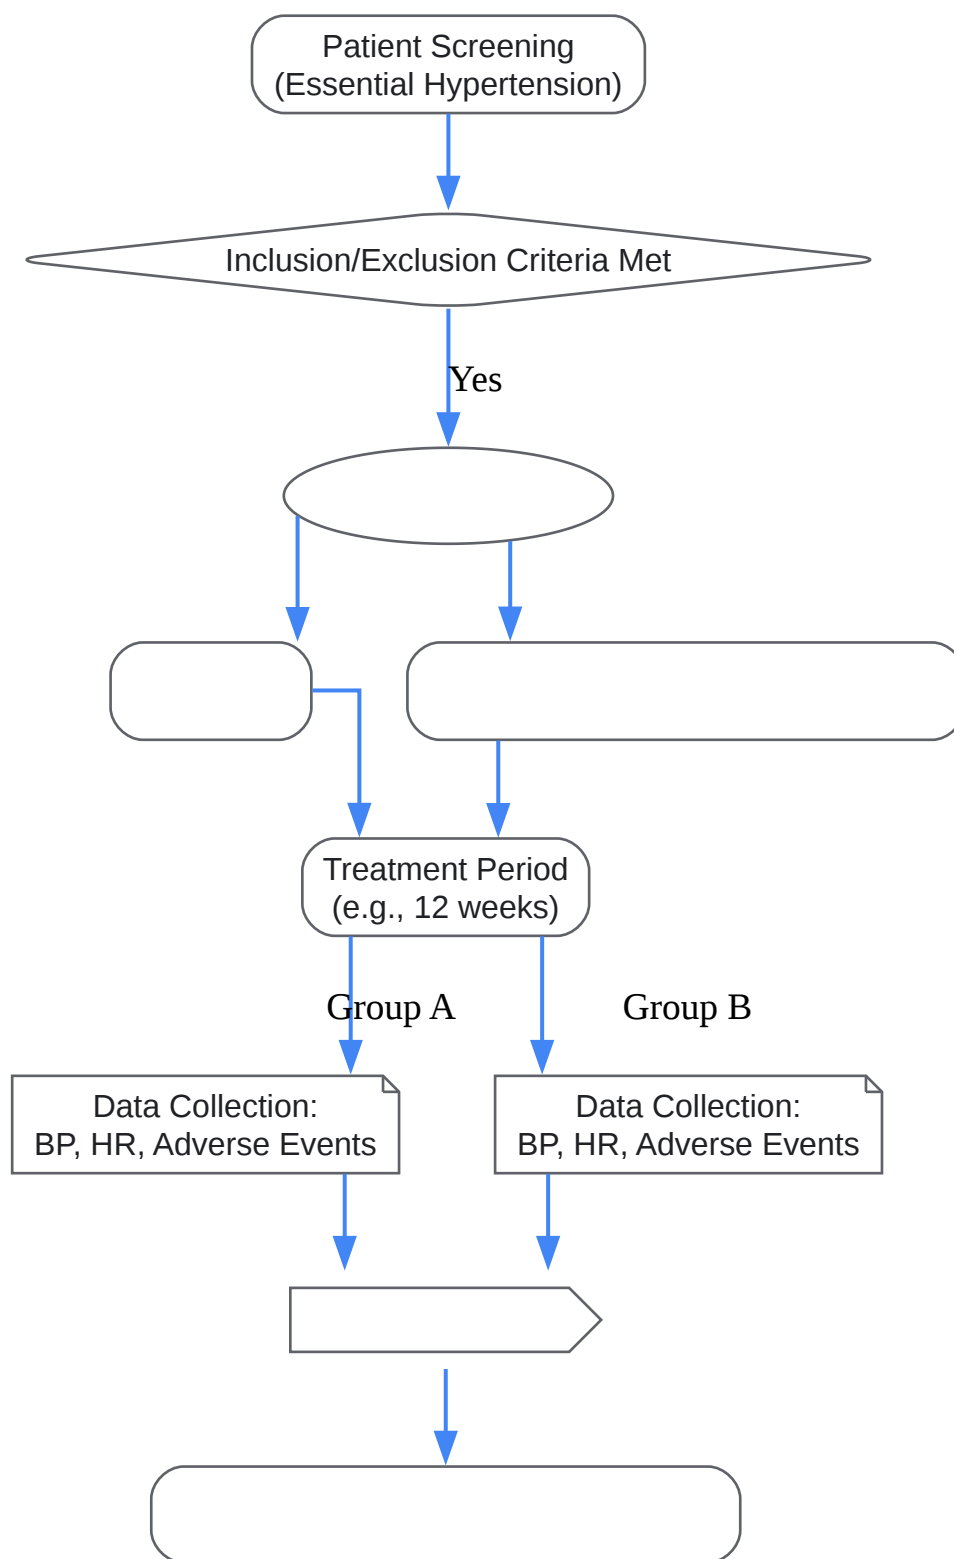 Patient Screening
(Essential Hypertension)
Inclusion/Exclusion Criteria Met
Yes
Treatment Period
(e.g., 12 weeks)
Group A
Group B
Data Collection:
BP, HR, Adverse Events
Data Collection:
BP, HR, Adverse Events